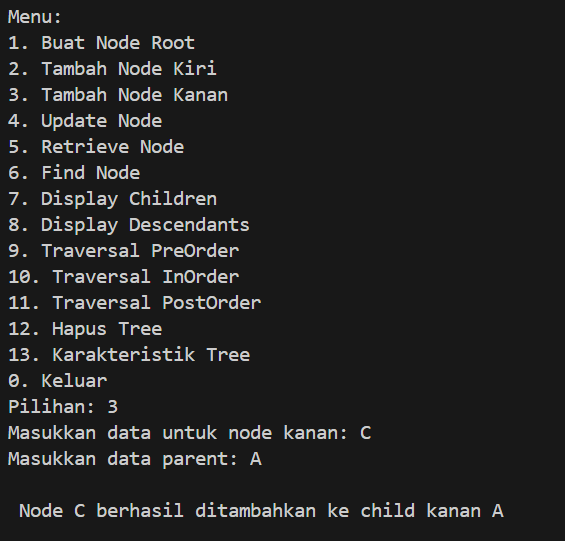 Menu:
1. Buat Node Root
2. Tambah Node Kiri
3. Tambah Node Kanan
4. Update Node
5. Retrieve Node
6. Find Node
7. Display Children
8. Display Descendants
9. Traversal PreOrder
10. Traversal InOrder
11. Traversal PostOrder
12. Hapus Tree
13. Karakteristik Tree
0. Keluar
Pilihan: 3
Masukkan data untuk node kanan: C
Masukkan data parent: A
Node C berhasil ditambahkan ke child kanan A